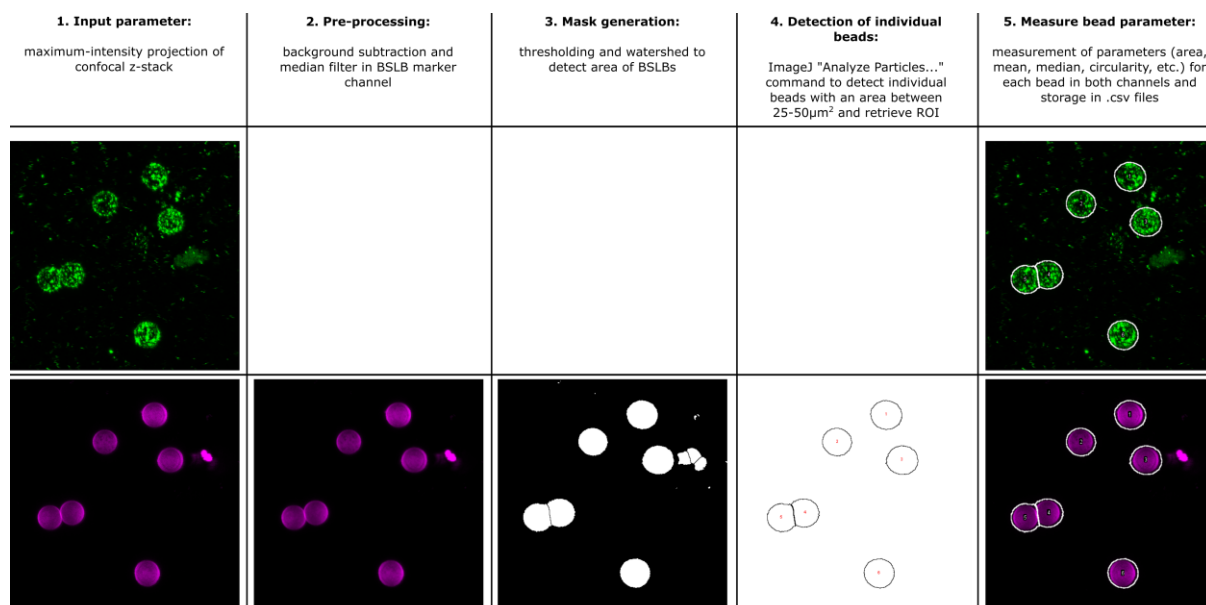 1. Input parameter:
maximum-intensity projection of
confocal z-stack
2. Pre-processing:
background subtraction and
median filter in BSLB marker
channel
3. Mask generation:
thresholding and watershed to
detect area of BSLBs
4. Detection of individual
beads:
ImageJ "Analyze Particles..."
command to detect individual
beads with an area between
25-50µm² and retrieve ROI
5. Measure bead parameter:
measurement of parameters (area,
mean, median, circularity, etc.) for
each bead in both channels and
storage in .csv files